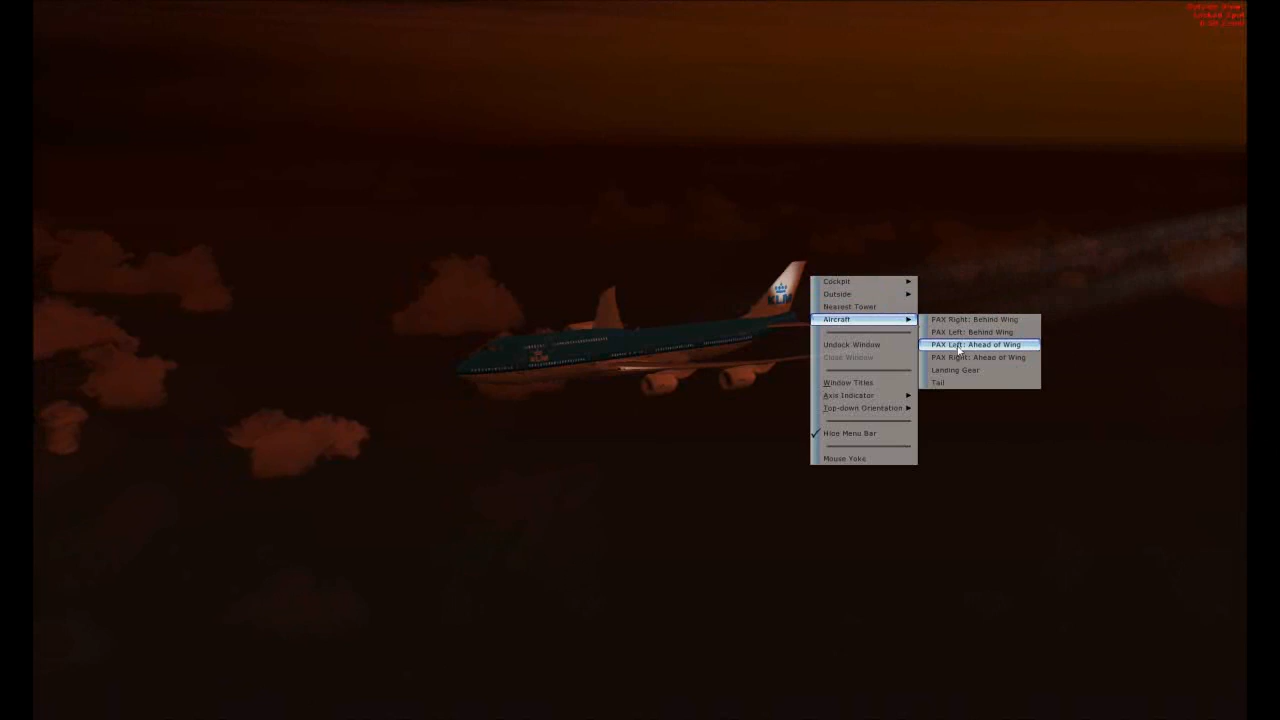 KLM
KLM
Cockpit
Outside
Nearest Tower
Aircraft
Undock Window
Close Window
Window Titles
Axis Indicator
Top-down Orientation
Hide Menu Bar
Mouse Yoke
PAX Right: Behind Wing
PAX Left: Behind Wing
PAX Left: Ahead of Wing
PAX Right: Ahead of Wing
Landing Gear
Tail